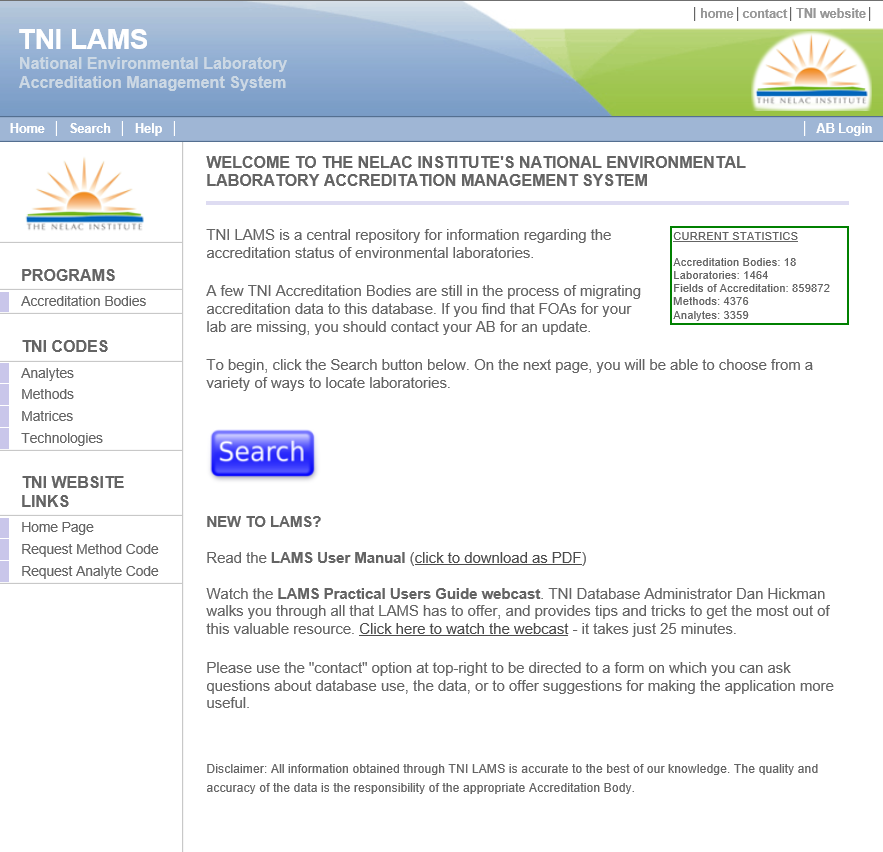 | home | contact | TNI website |
TNI LAMS
National Environmental Laboratory
Accreditation Management System
THE NELAC INSTITUTE
Home | Search | Help |
| AB Login
THE NELAC INSTITUTE
PROGRAMS
Accreditation Bodies
TNI CODES
Analytes
Methods
Matrices
Technologies
TNI WEBSITE
LINKS
Home Page
Request Method Code
Request Analyte Code
WELCOME TO THE NELAC INSTITUTE'S NATIONAL ENVIRONMENTAL
LABORATORY ACCREDITATION MANAGEMENT SYSTEM
TNI LAMS is a central repository for information regarding the
accreditation status of environmental laboratories.
A few TNI Accreditation Bodies are still in the process of migrating
accreditation data to this database. If you find that FOAs for your
lab are missing, you should contact your AB for an update.
CURRENT STATISTICS
Accreditation Bodies: 18
Laboratories: 1464
Fields of Accreditation: 859872
Methods: 4376
Analytes: 3359
To begin, click the Search button below. On the next page, you will be able to choose from a
variety of ways to locate laboratories.
Search
NEW TO LAMS?
Read the LAMS User Manual (click to download as PDF)
Watch the LAMS Practical Users Guide webcast. TNI Database Administrator Dan Hickman
walks you through all that LAMS has to offer, and provides tips and tricks to get the most out of
this valuable resource. Click here to watch the webcast - it takes just 25 minutes.
Please use the "contact" option at top-right to be directed to a form on which you can ask
questions about database use, the data, or to offer suggestions for making the application more
useful.
Disclaimer: All information obtained through TNI LAMS is accurate to the best of our knowledge. The quality and
accuracy of the data is the responsibility of the appropriate Accreditation Body.